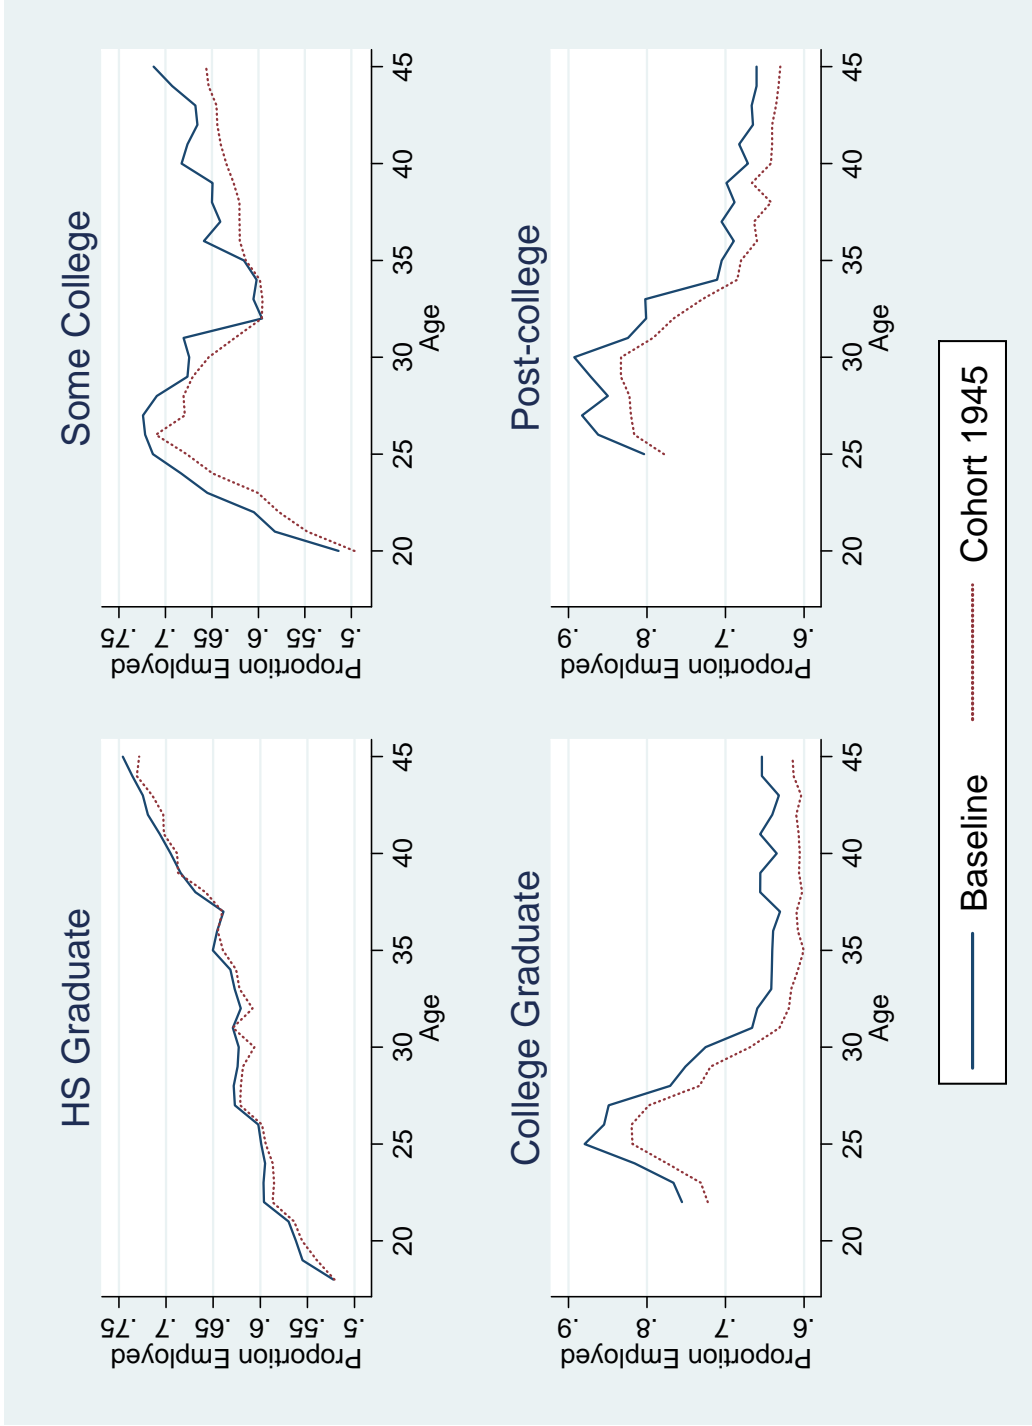 HS Graduate
Proportion Employed
.5 .55 .6 .65 .7 .75
20 25 30 35 40 45
Age
Some College
Proportion Employed
.5 .55 .6 .65 .7 .75
20 25 30 35 40 45
Age
College Graduate
Proportion Employed
.6 .7 .8 .9
20 25 30 35 40 45
Age
Post-college
Proportion Employed
.6 .7 .8 .9
20 25 30 35 40 45
Age
Baseline Cohort 1945